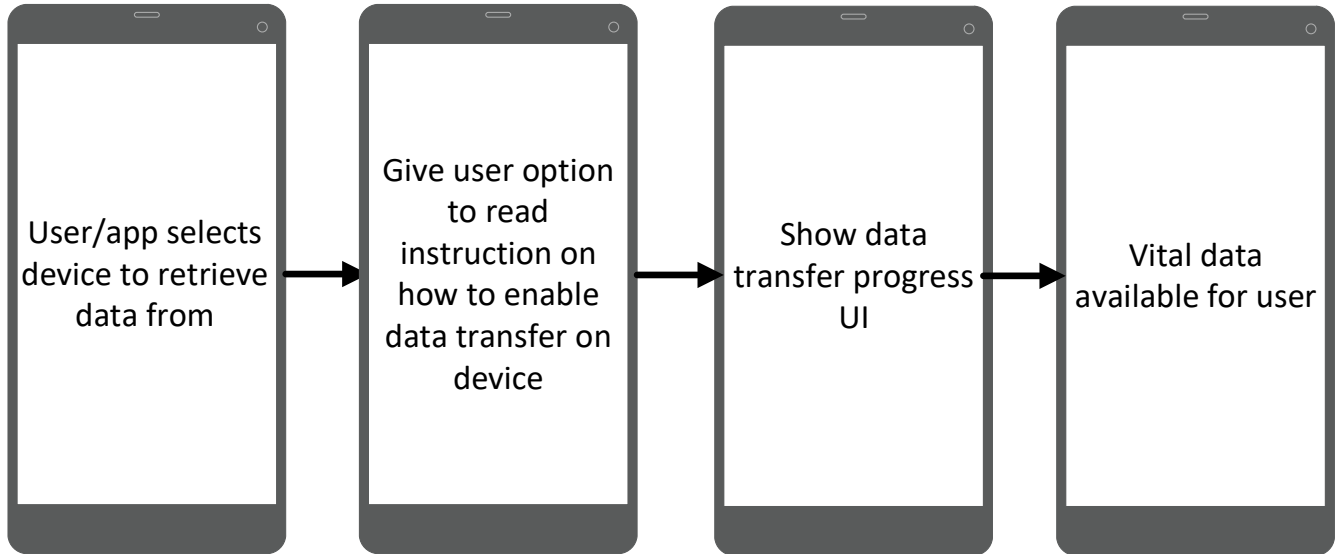 User/app selects
device to retrieve
data from
Give user option
to read
instruction on
how to enable
data transfer on
device
Show data
transfer progress
UI
Vital data
available for user